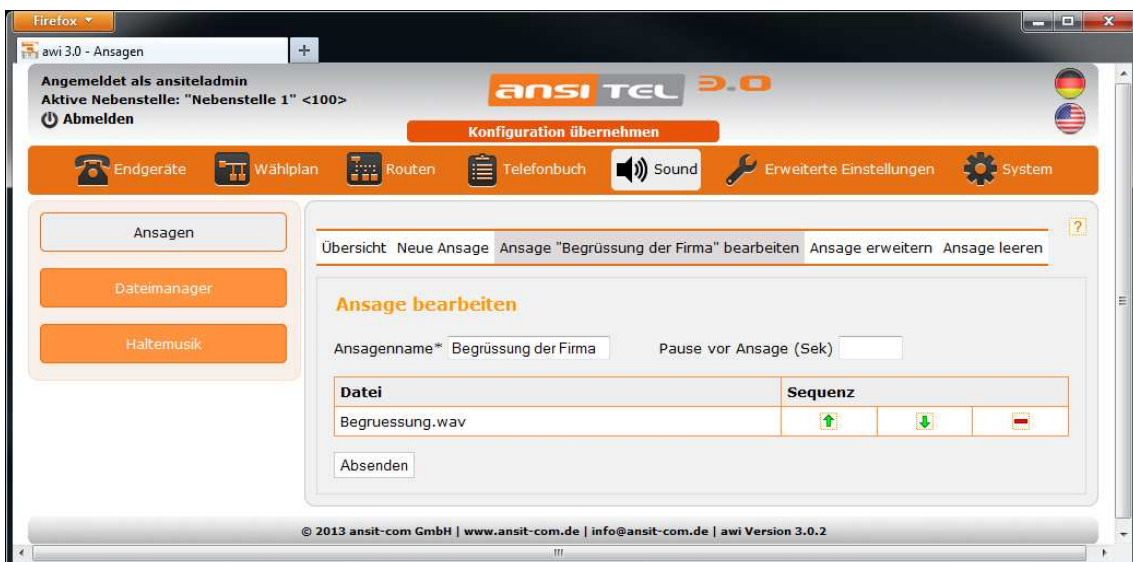 Firefox
awi 3.0 - Ansagen
Angemeldet als ansiteladmin
Aktive Nebenstelle: "Nebenstelle 1" <100>
Abmelden
ansi TEL 3.0
Konfiguration übernehmen
Endgeräte Wählplan Routen Telefonbuch Sound Erweiterte Einstellungen System
Ansagen
Dateimanager
Haltemusik
?
Übersicht Neue Ansage Ansage "Begrüssung der Firma" bearbeiten Ansage erweitern Ansage leeren
Ansage bearbeiten
Ansagenname* Begrüssung der Firma Pause vor Ansage (Sek)
Datei Sequenz
Begruessung.wav
Absenden
© 2013 ansit-com GmbH | www.ansit-com.de | info@ansit-com.de | awi Version 3.0.2